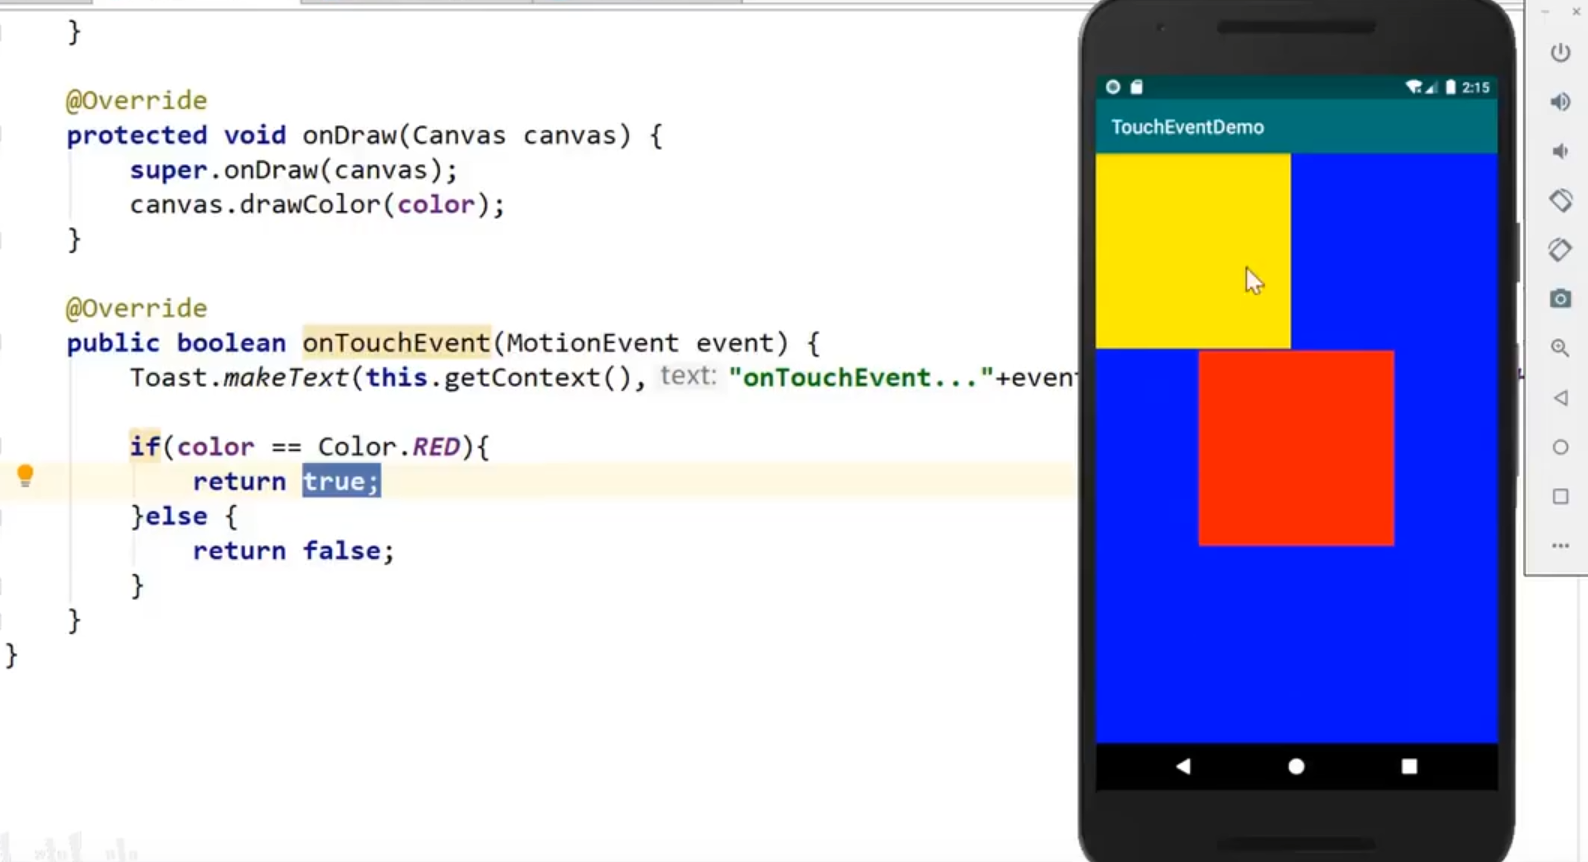 }
@Override
protected void onDraw(Canvas canvas) {
super.onDraw(canvas);
canvas.drawColor(color);
}
@Override
public boolean onTouchEvent(MotionEvent event) {
Toast.makeText(this.getContext(), text: "onTouchEvent..."+event
if(color == Color.RED){
return true;
}else {
return false;
}
}
}
2:15
TouchEventDemo